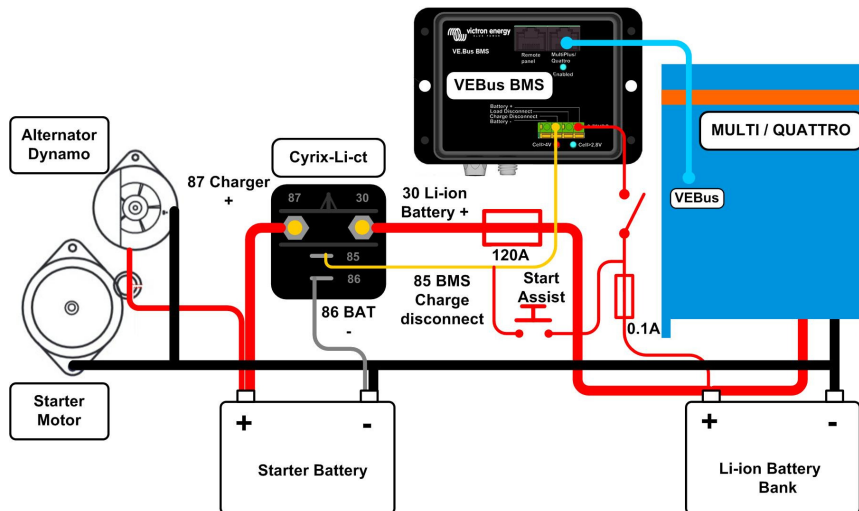 victron energy
BLUE POWER
VE.Bus BMS
Remote
panel
MultiPlus/
Quattro
Enabled
VEBus BMS
Battery +
Load Disconnect
Charge Disconnect
Battery -
Cell>4V
Cell>2,8V
MULTI / QUATTRO
VEBus
Alternator
Dynamo
Cyrix-Li-ct
87 Charger
+
87
30
30 Li-ion
Battery +
85
86
120A
85 BMS
Charge
disconnect
Start
Assist
0.1A
86 BAT
-
Starter
Motor
+
-
Starter Battery
+
-
Li-ion Battery
Bank